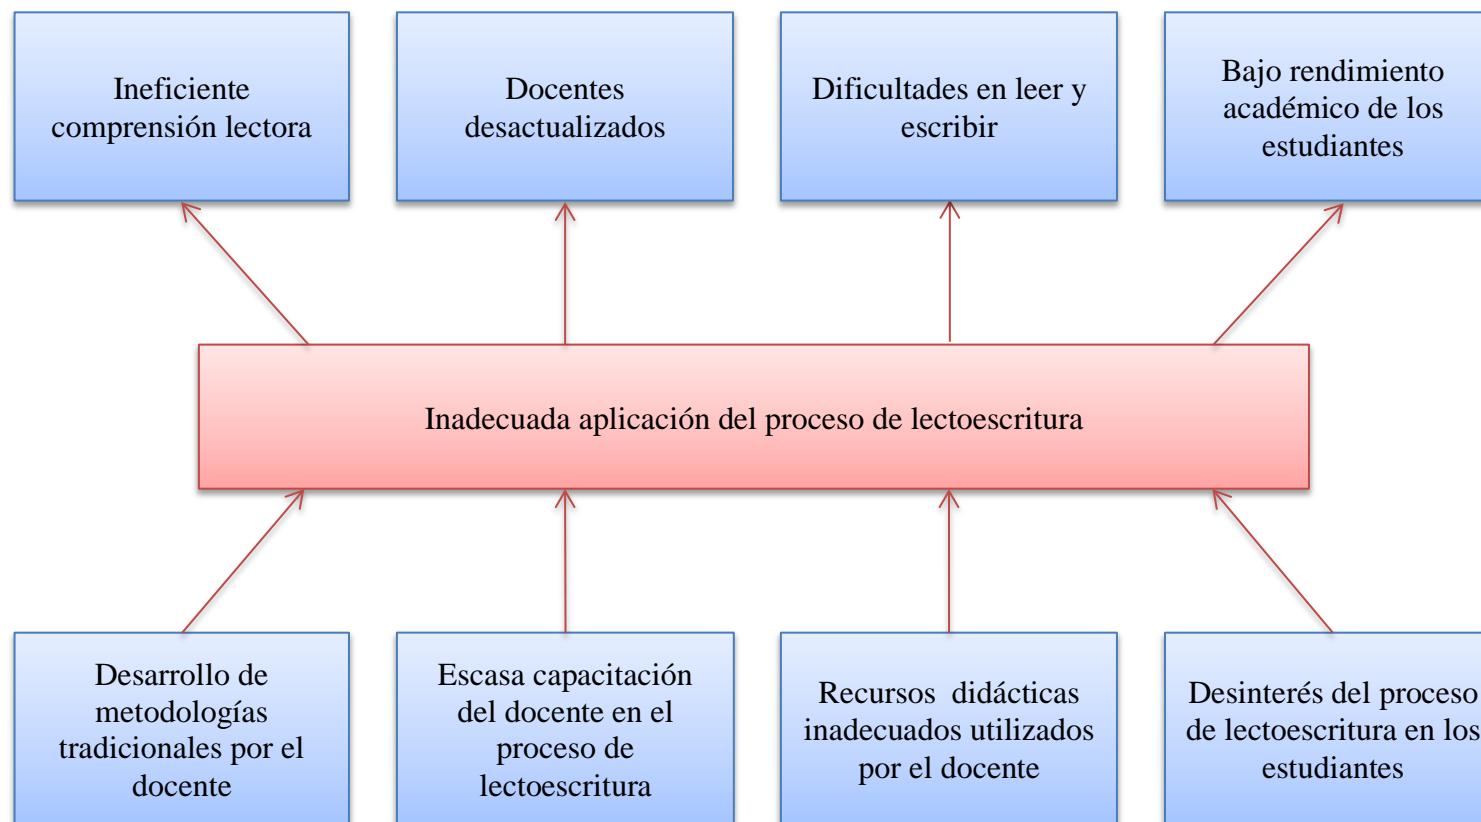 Ineficiente
comprensión lectora
Docentes
desactualizados
Dificultades en leer y
escribir
Bajo rendimiento
académico de los
estudiantes
Inadecuada aplicación del proceso de lectoescritura
Desarrollo de
metodologías
tradicionales por el
docente
Escasa capacitación
del docente en el
proceso de
lectoescritura
Recursos  didácticas
inadecuados utilizados
por el docente
Desinterés del proceso
de lectoescritura en los
estudiantes